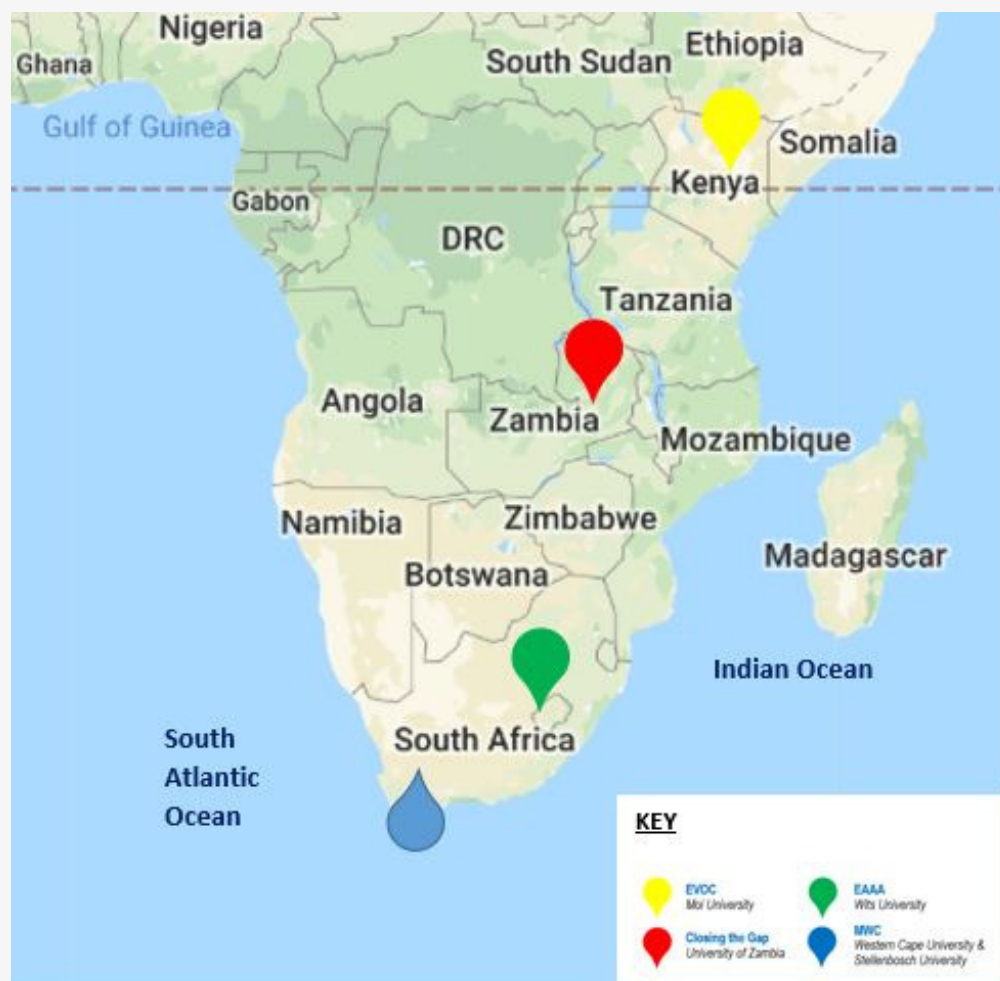 Nigeria
Ethiopia
Ghana
South Sudan
Gulf of Guinea
Somalia
Kenya
Gabon
DRC
Tanzania
Angola
Zambia
Mozambique
Namibia
Zimbabwe
Botswana
Madagascar
Indian Ocean
South Africa
South
Atlantic
Ocean
KEY
EVOC
Moi University
EAAA
Wits University
Closing the Gap
University of Zambia
MWC
Western Cape University &
Stellenbosch University